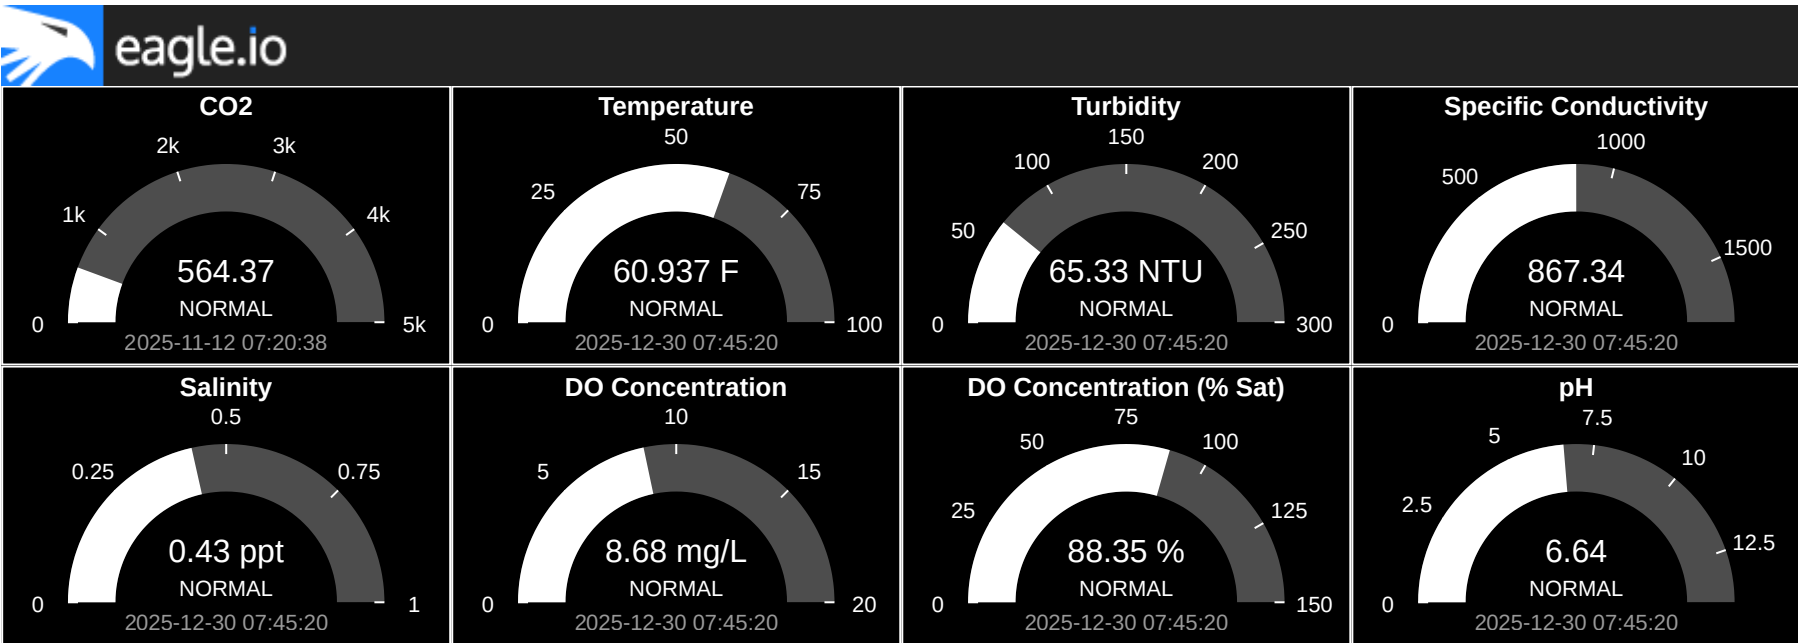 eagle.io
CO2
0
1k
2k
3k
4k
5k
564.37
NORMAL
2025-11-12 07:20:38
Temperature
0
25
50
75
100
60.937 F
NORMAL
2025-12-30 07:45:20
Turbidity
0
50
100
150
200
250
300
65.33 NTU
NORMAL
2025-12-30 07:45:20
Specific Conductivity
0
500
1000
1500
867.34
NORMAL
2025-12-30 07:45:20
Salinity
0
0.25
0.5
0.75
1
0.43 ppt
NORMAL
2025-12-30 07:45:20
DO Concentration
0
5
10
15
20
8.68 mg/L
NORMAL
2025-12-30 07:45:20
DO Concentration (% Sat)
0
25
50
75
100
125
150
88.35 %
NORMAL
2025-12-30 07:45:20
pH
0
2.5
5
7.5
10
12.5
6.64
NORMAL
2025-12-30 07:45:20